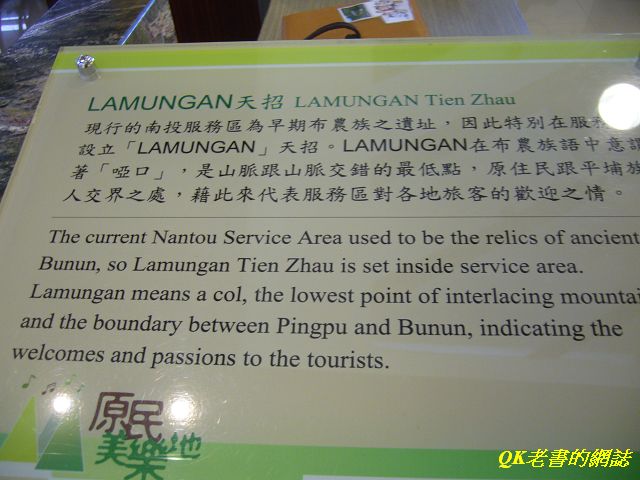 LAMUNGAN天招 LAMUNGAN Tien Zhau
現行的南投服務區為早期布農族之遺址，因此特別在服務
設立「LAMUNGAN」天招。LAMUNGAN在布農族語中意謂
著「啞口」，是山脈跟山脈交錯的最低點，原住民跟平埔族
人交界之處，藉此來代表服務區對各地旅客的歡迎之情。
The current Nantou Service Area used to be the relics of ancient
Bunun, so Lamungan Tien Zhau is set inside service area.
Lamungan means a col, the lowest point of interlacing mountai
and the boundary between Pingpu and Bunun, indicating the
welcomes and passions to the tourists.
原民
美樂地
QK老書的網誌